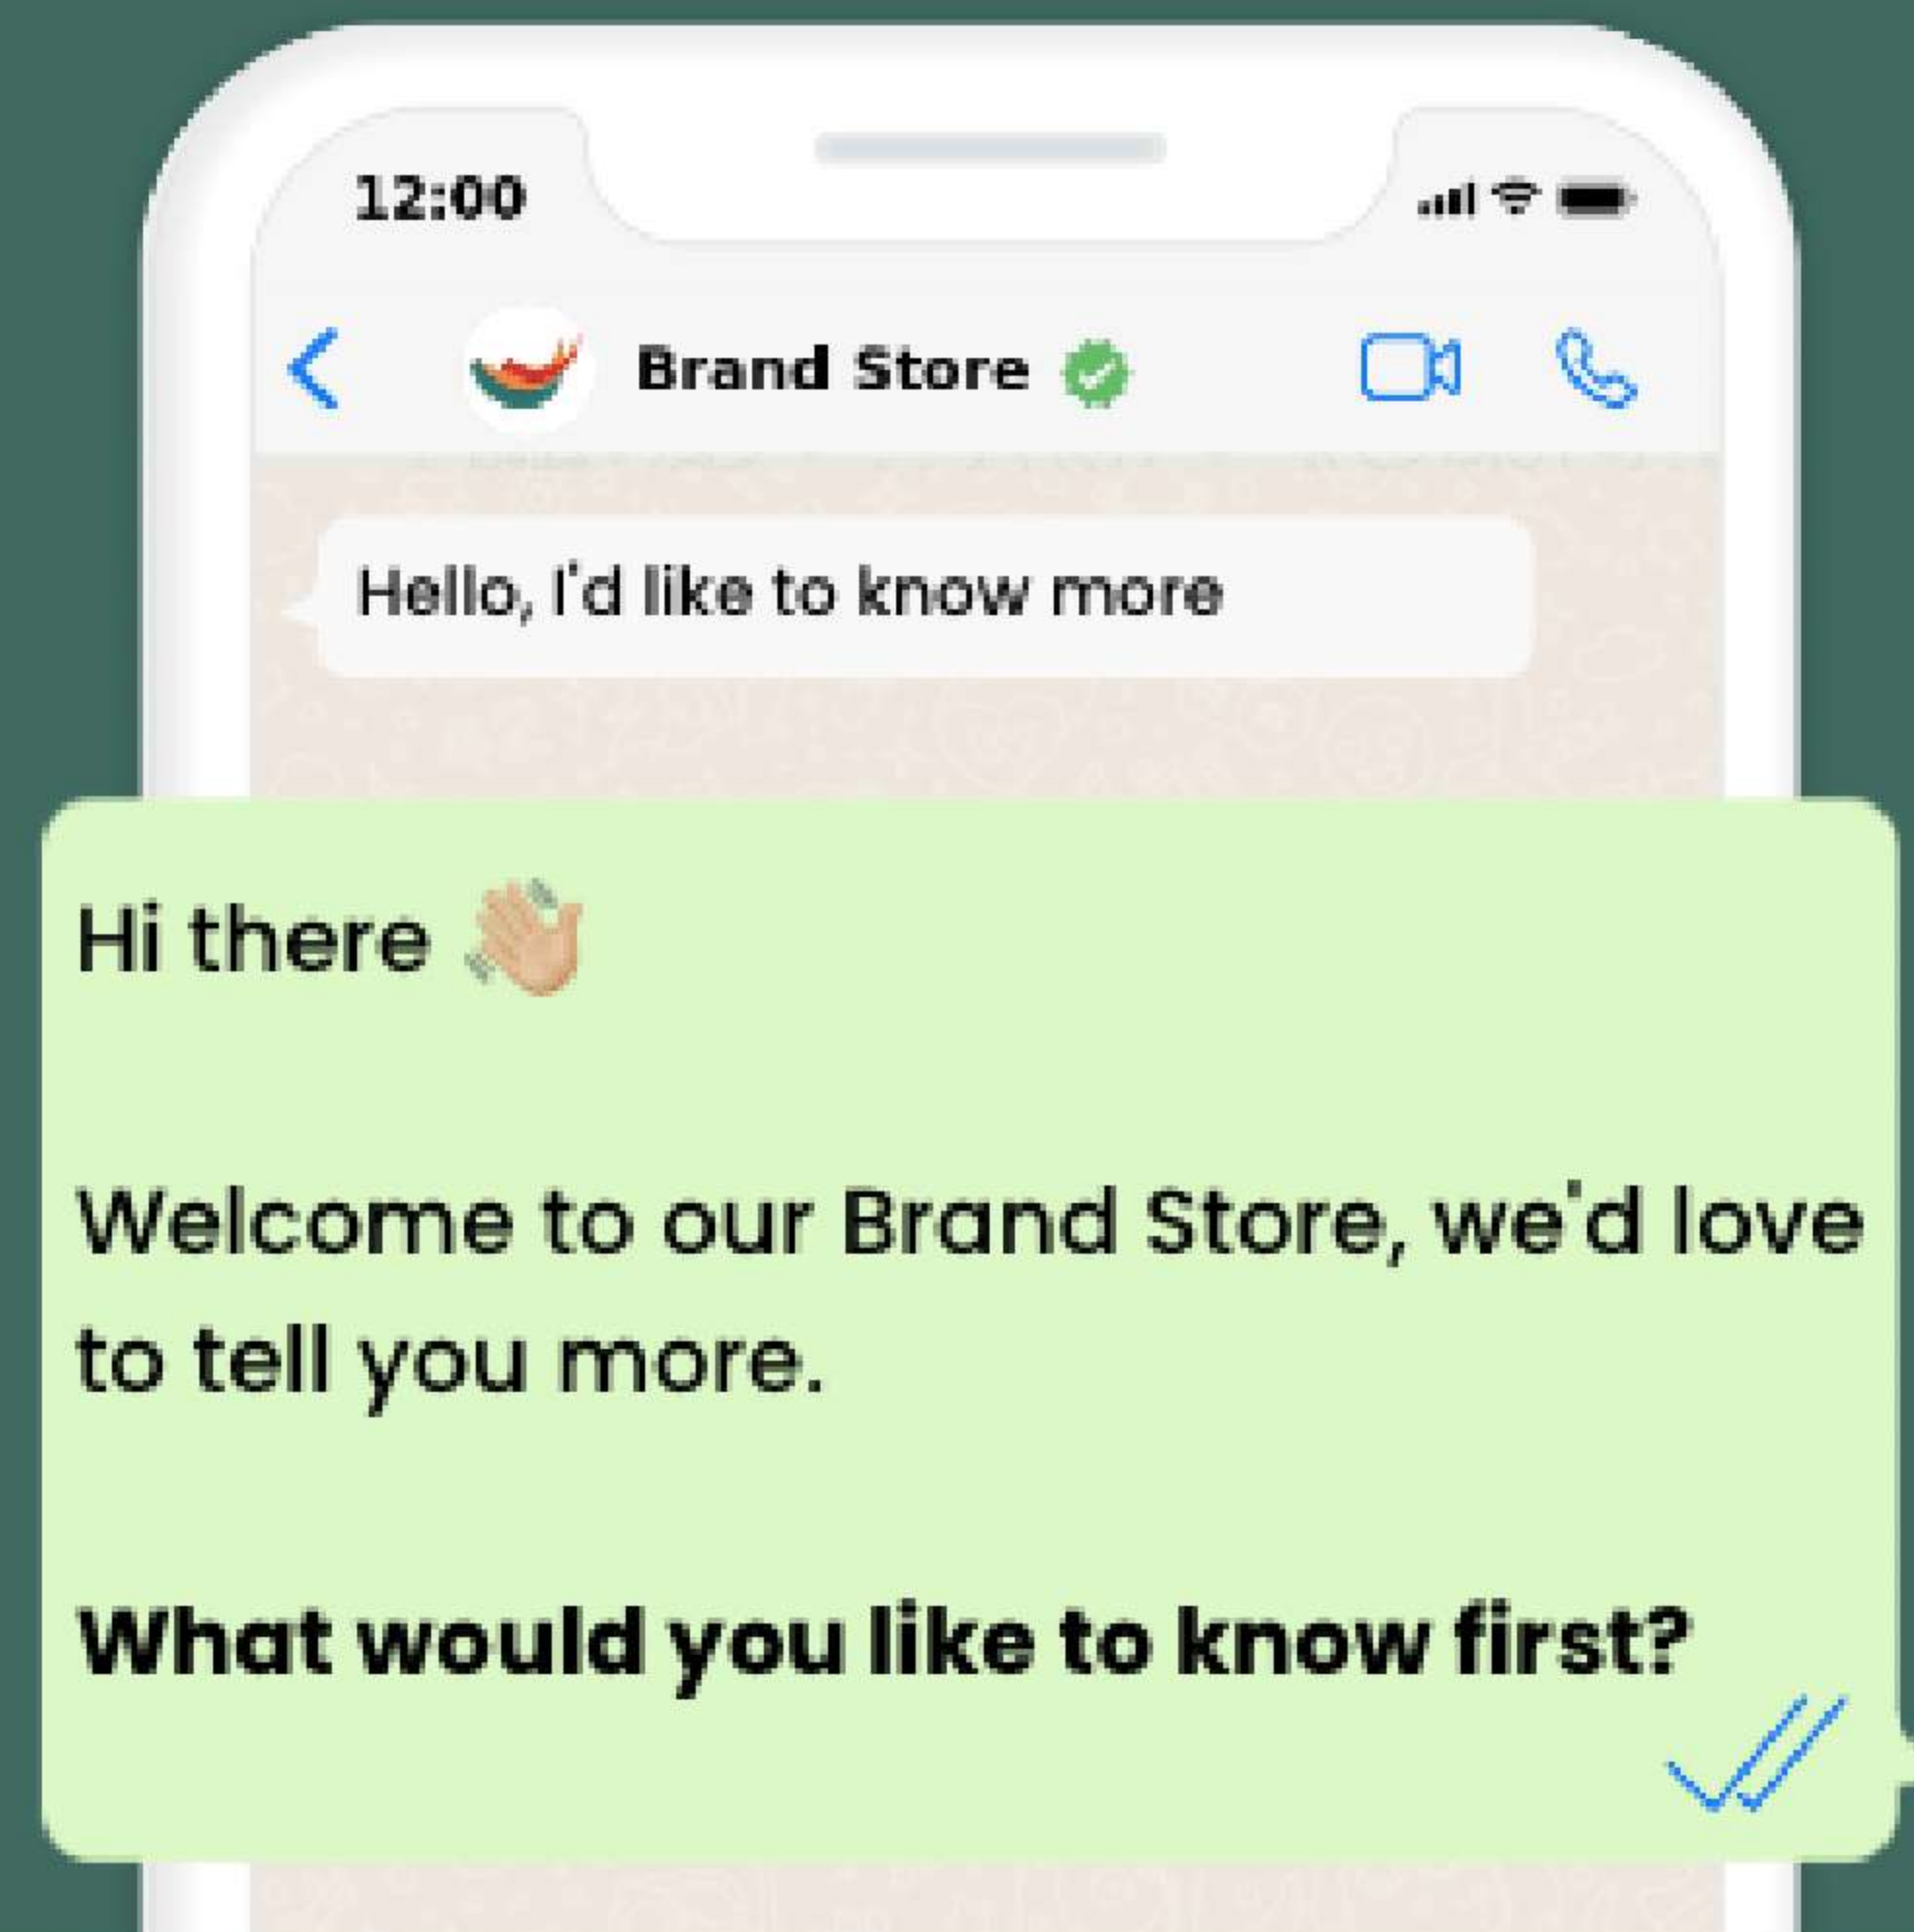 12:00
Brand Store
Hello, I'd like to know more
Hi there 👋🏼
Welcome to our Brand Store, we'd love
to tell you more.
What would you like to know first?